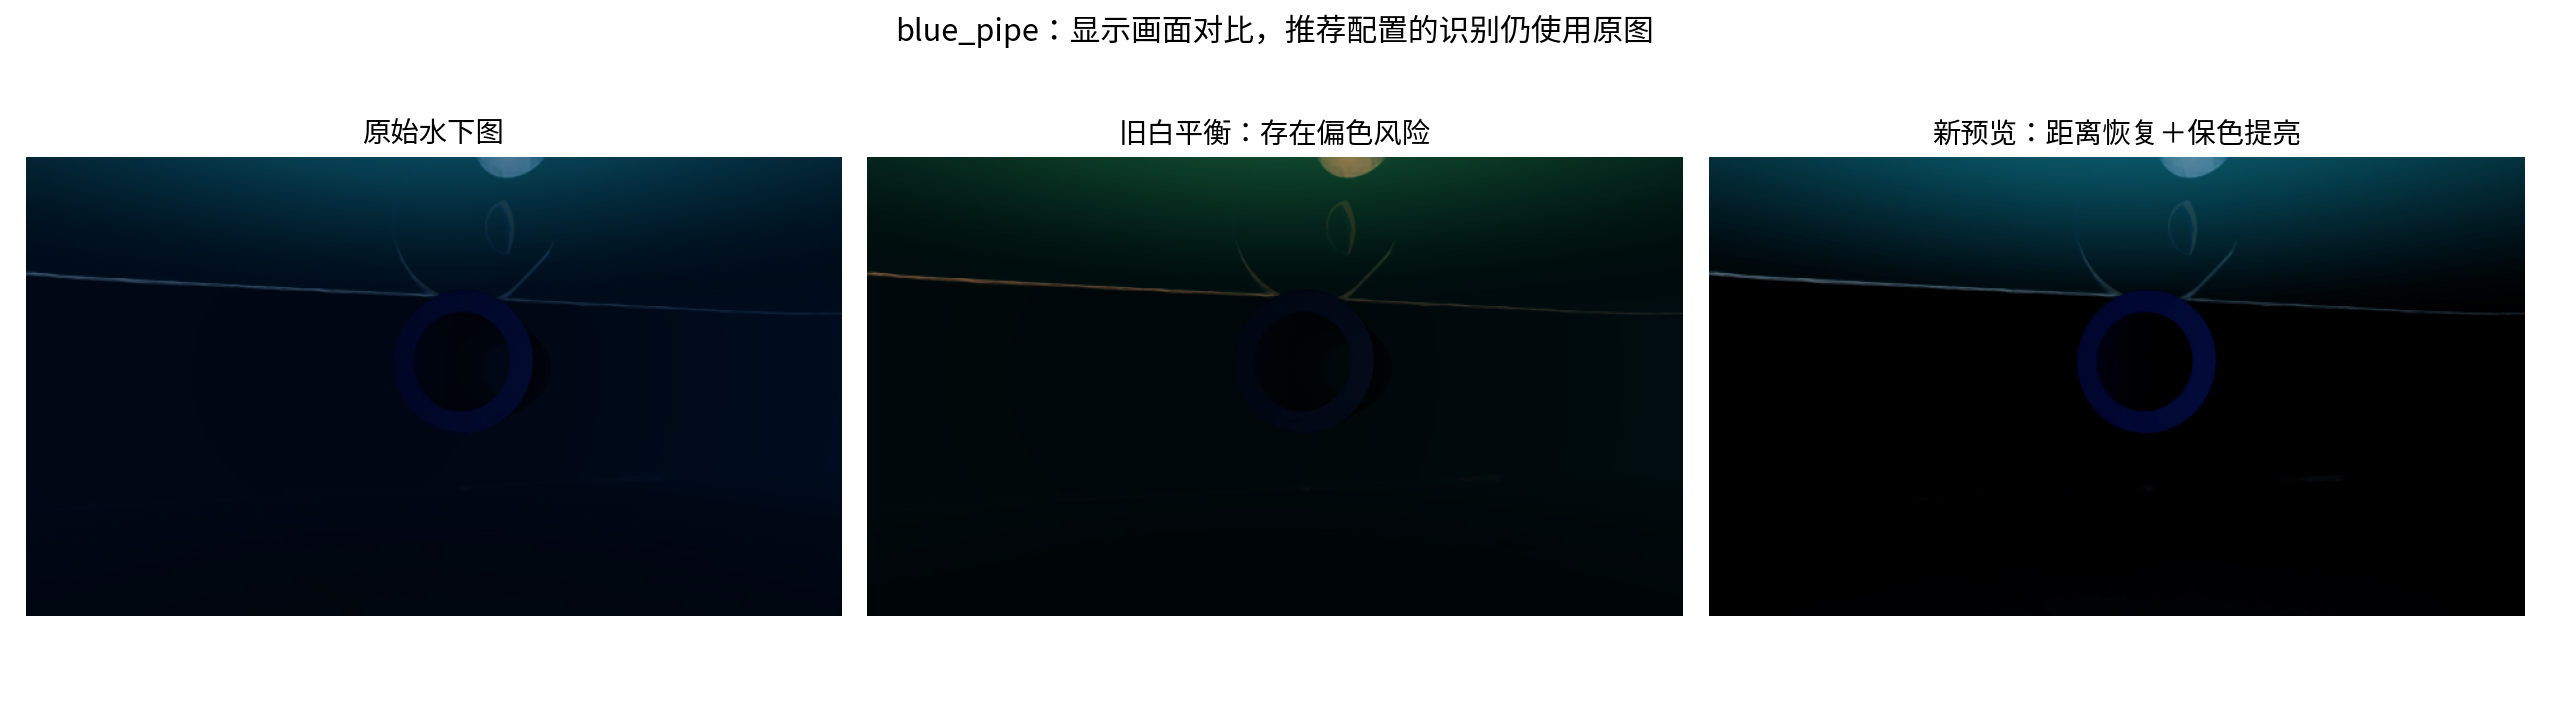 blue_pipe：显示画面对比，推荐配置的识别仍使用原图
原始水下图
旧白平衡：存在偏色风险
新预览：距离恢复＋保色提亮